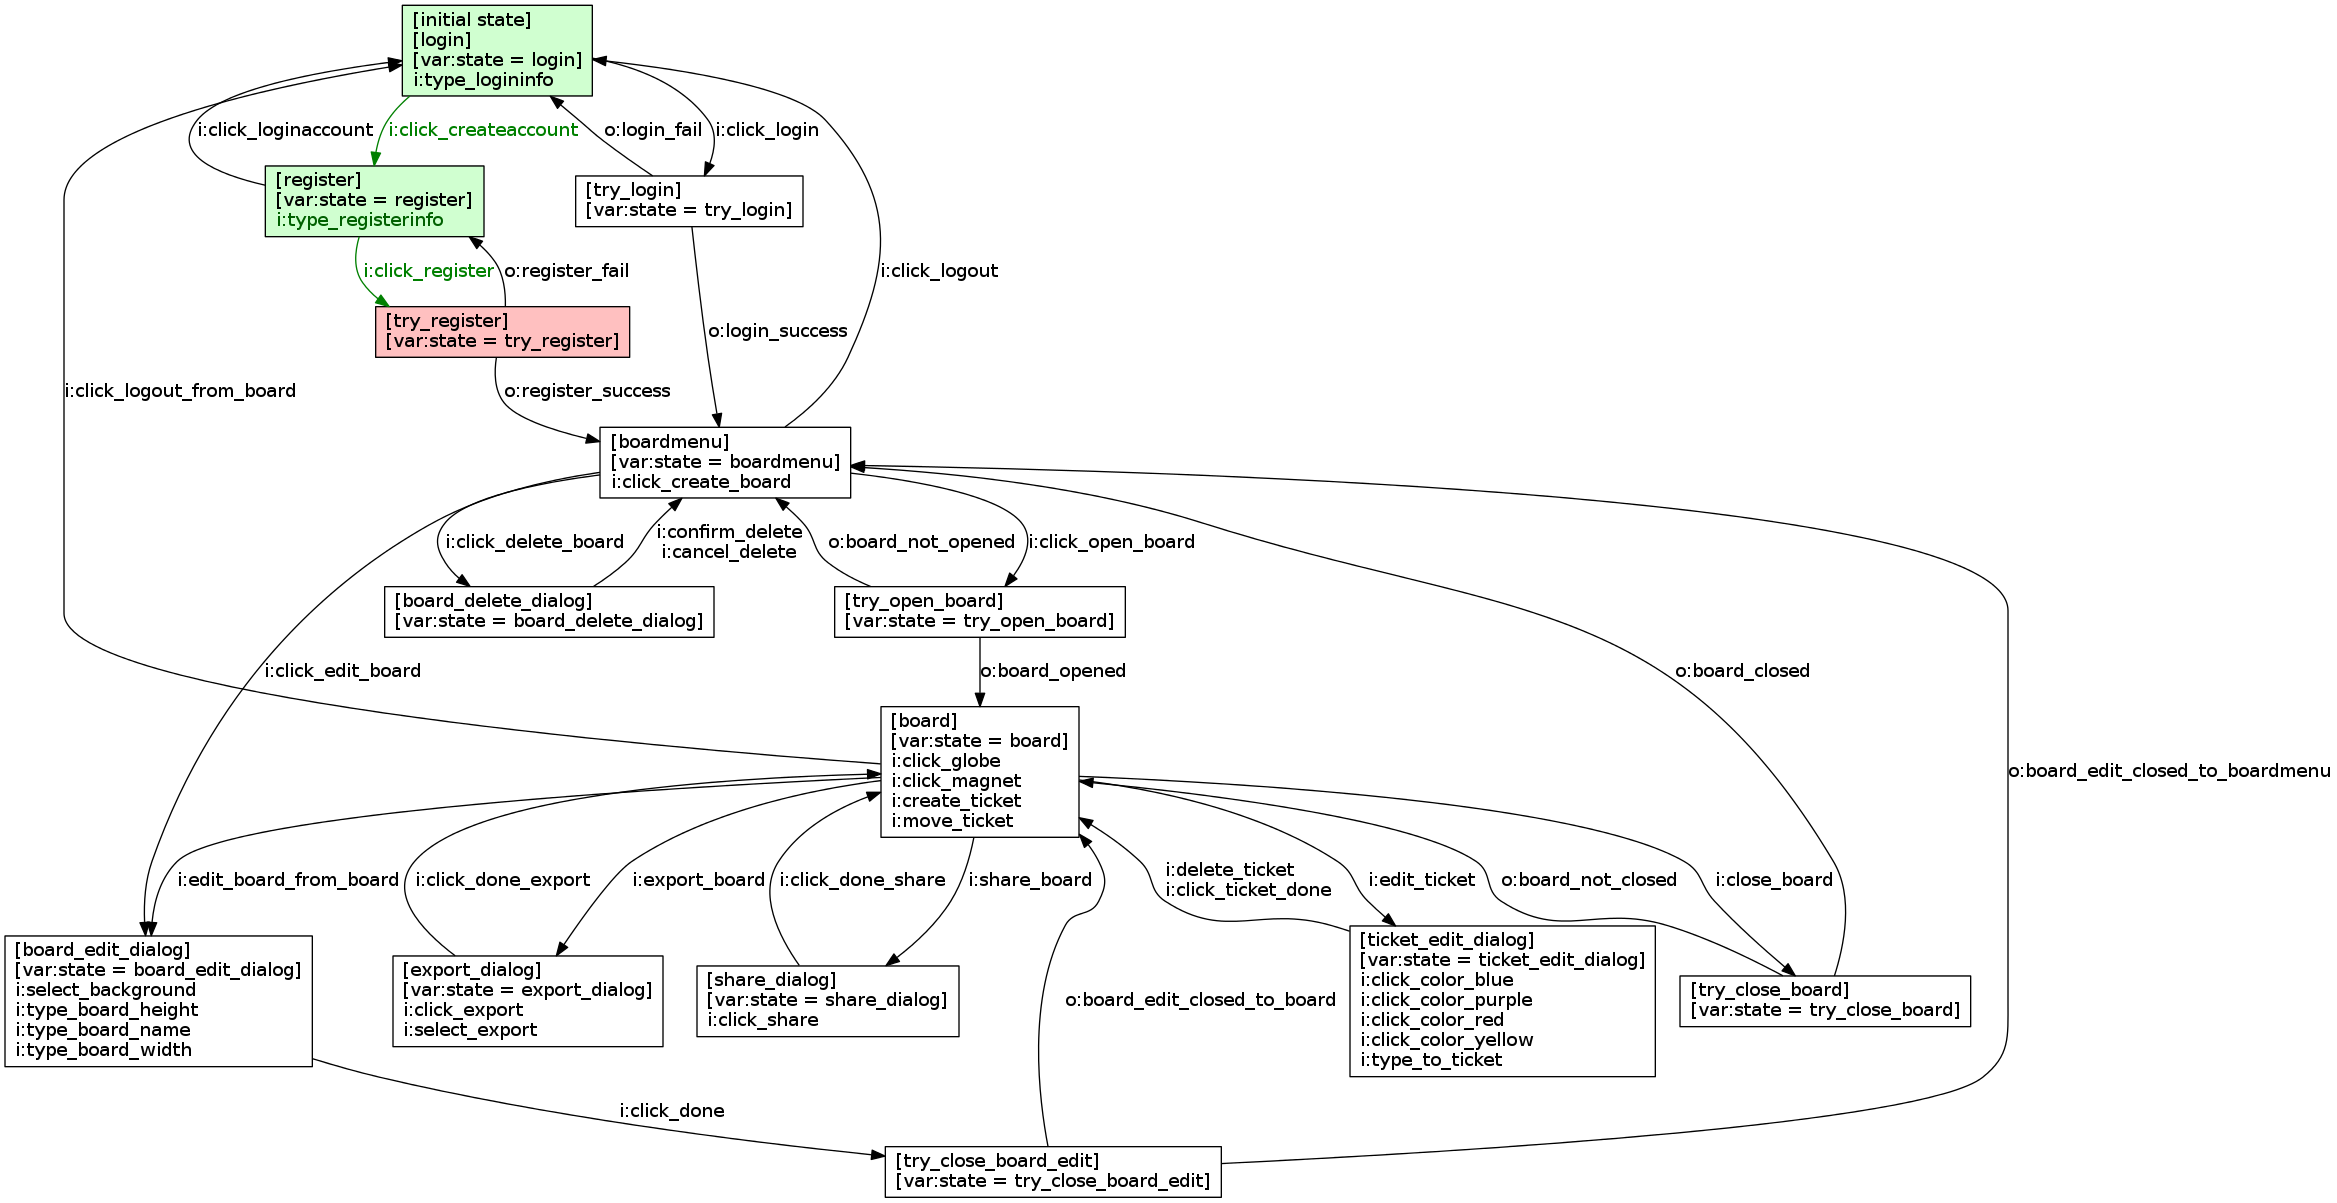 [initial state]
[login]
[var:state = login]
i:type_logininfo
i:click_loginaccount
i:click_createaccount
o:login_fail
i:click_login
[register]
[var:state = register]
i:type_registerinfo
[try_login]
[var:state = try_login]
i:click_register
o:register_fail
i:click_logout
[try_register]
[var:state = try_register]
o:login_success
i:click_logout_from_board
o:register_success
[boardmenu]
[var:state = boardmenu]
i:click_create_board
i:click_delete_board
i:confirm_delete
i:cancel_delete
o:board_not_opened
i:click_open_board
[board_delete_dialog]
[var:state = board_delete_dialog]
[try_open_board]
[var:state = try_open_board]
i:click_edit_board
o:board_opened
o:board_closed
[board]
[var:state = board]
i:click_globe
i:click_magnet
i:create_ticket
i:move_ticket
o:board_edit_closed_to_boardmenu
i:edit_board_from_board
i:click_done_export
i:export_board
i:click_done_share
i:share_board
i:delete_ticket
i:click_ticket_done
i:edit_ticket
o:board_not_closed
i:close_board
[board_edit_dialog]
[var:state = board_edit_dialog]
i:select_background
i:type_board_height
i:type_board_name
i:type_board_width
[export_dialog]
[var:state = export_dialog]
i:click_export
i:select_export
[share_dialog]
[var:state = share_dialog]
i:click_share
o:board_edit_closed_to_board
[ticket_edit_dialog]
[var:state = ticket_edit_dialog]
i:click_color_blue
i:click_color_purple
i:click_color_red
i:click_color_yellow
i:type_to_ticket
[try_close_board]
[var:state = try_close_board]
i:click_done
[try_close_board_edit]
[var:state = try_close_board_edit]